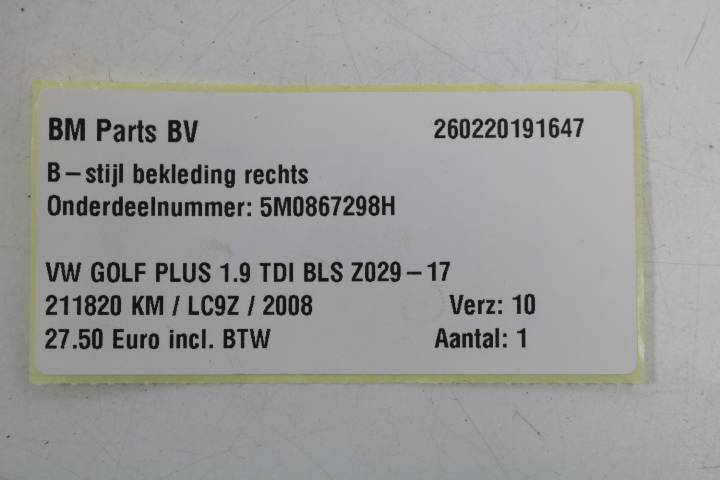 BM Parts BV 260220191647
B-stijl bekleding rechts
Onderdeelnummer: 5M0867298H
VW GOLF PLUS 1.9 TDI BLS Z029-17
211820 KM / LC9Z / 2008 Verz: 10
27.50 Euro incl. BTW Aantal: 1